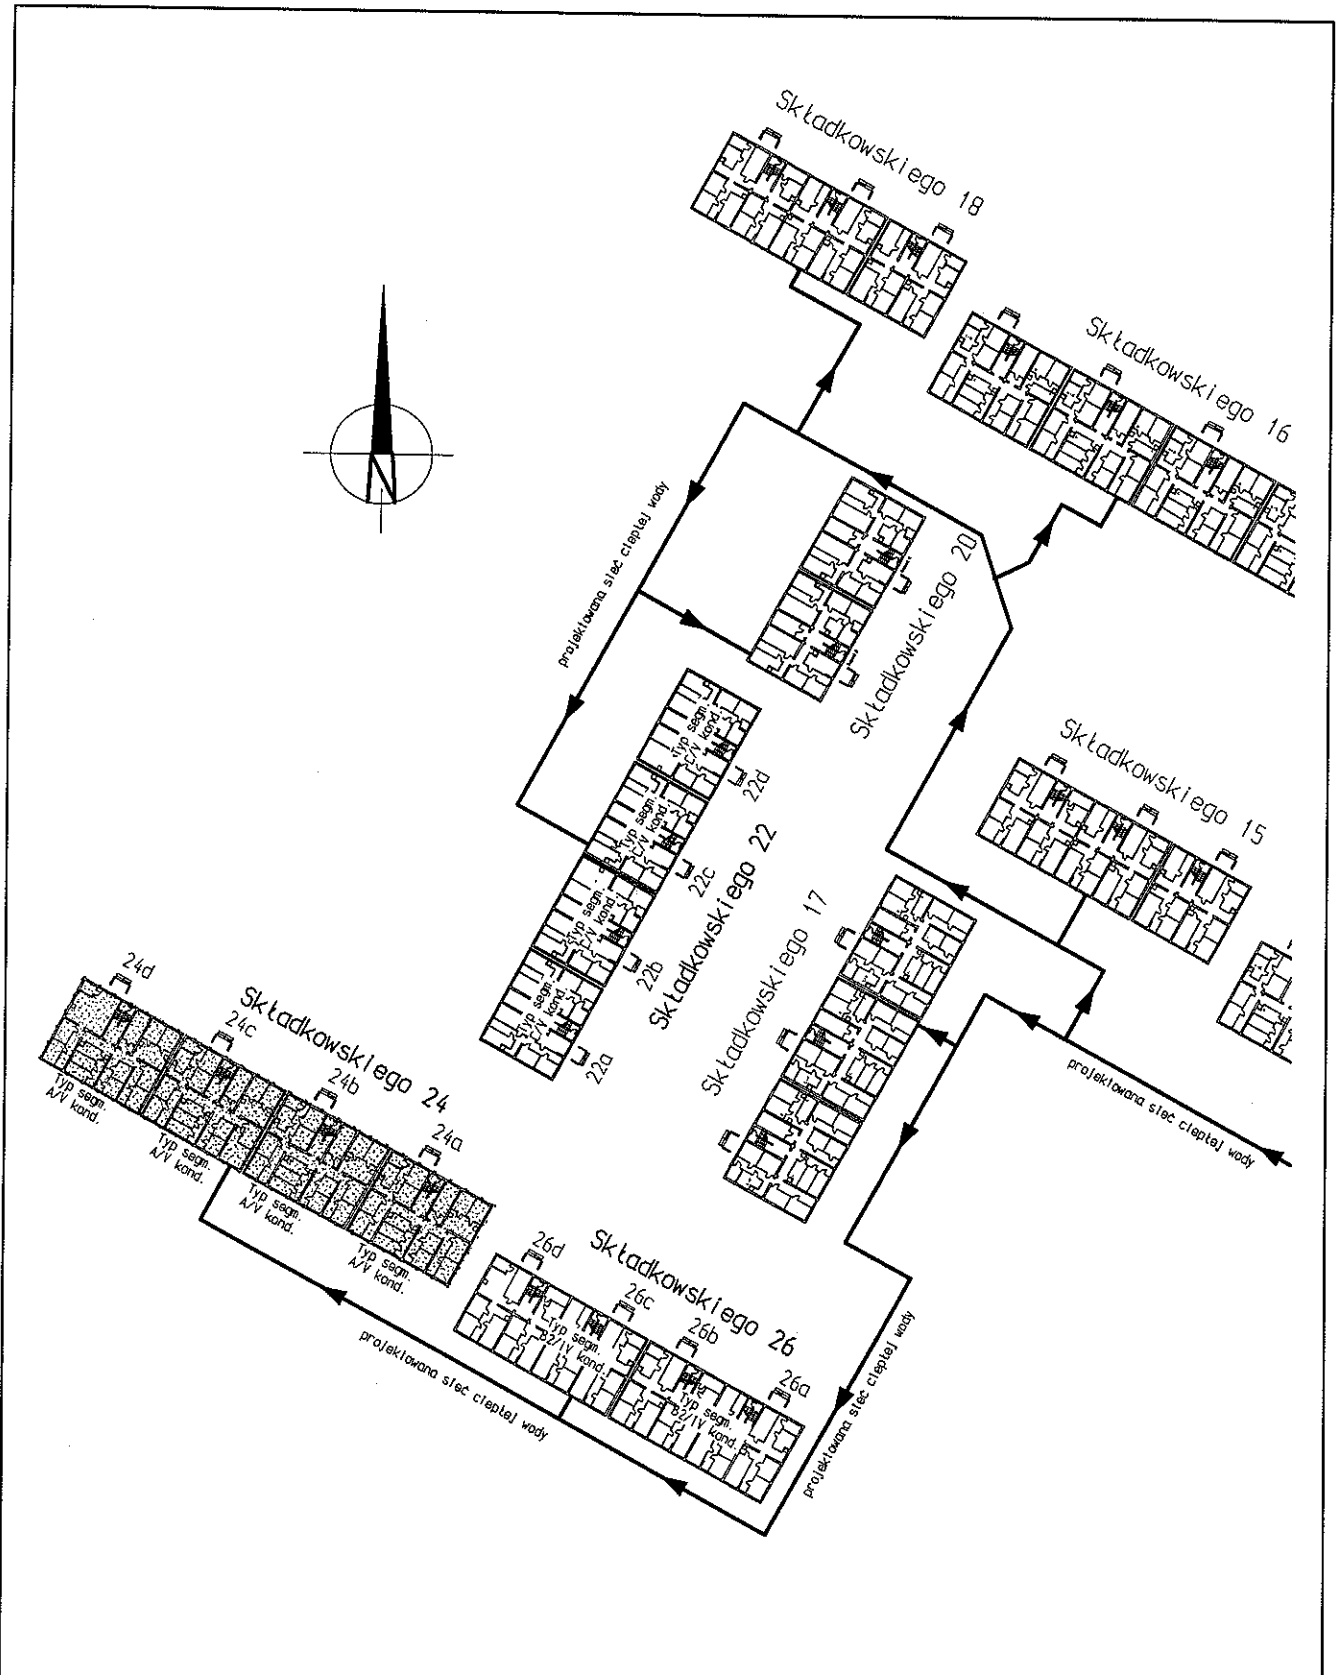 Składkowskiego 18
Składkowskiego 16
N
projektowana sieć ciepłej wody
Składkowskiego 20
Typ segm.
C/V kond.
22d
Typ segm.
C/V kond.
22c
Typ segm.
C/V kond.
22b
Typ segm.
C/V kond.
22a
Składkowskiego 22
Składkowskiego 15
Składkowskiego 17
projektowana sieć ciepłej wody
24d
24c
24b
24a
Składkowskiego 24
Typ segm.
A/V kond.
Typ segm.
A/V kond.
Typ segm.
A/V kond.
Typ segm.
A/V kond.
Składkowskiego 26
26d
26c
26b
26a
Typ segm.
B2/IV kond.
Typ segm.
B2/IV kond.
projektowana sieć ciepłej wody
projektowana sieć ciepłej wody